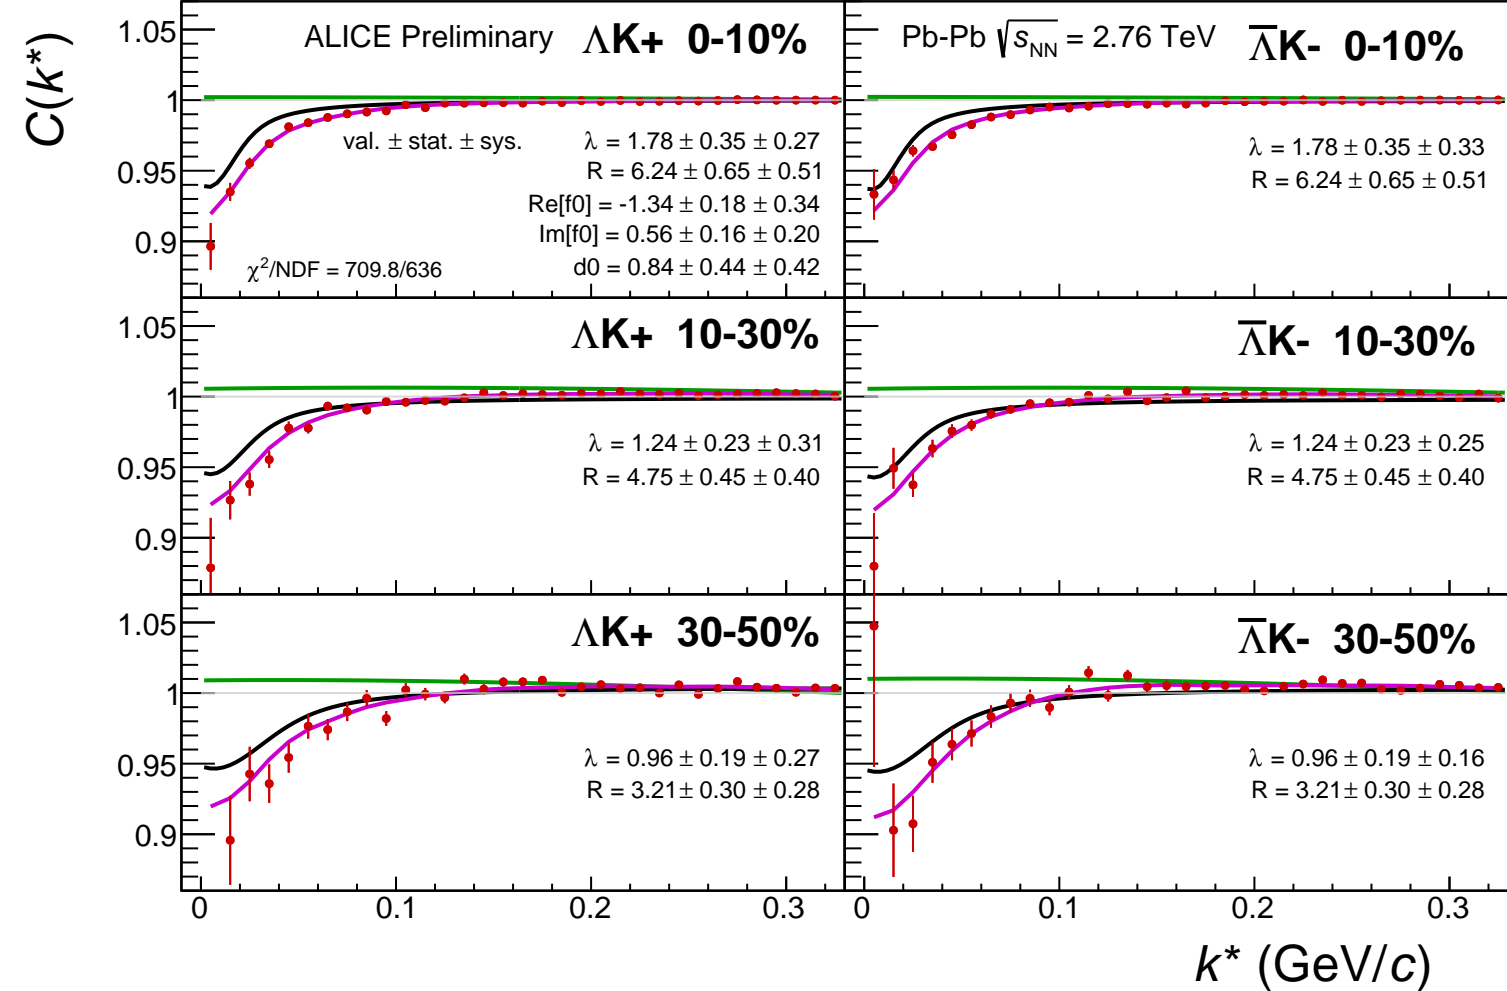 C(k*)
1.05
1
0.95
0.9
ALICE Preliminary ΛK+ 0-10%
val. ± stat. ± sys.
λ = 1.78 ± 0.35 ± 0.27
R = 6.24 ± 0.65 ± 0.51
Re[f0] = -1.34 ± 0.18 ± 0.34
Im[f0] = 0.56 ± 0.16 ± 0.20
d0 = 0.84 ± 0.44 ± 0.42
χ²/NDF = 709.8/636
Pb-Pb √s_NN = 2.76 TeV Λ̅K- 0-10%
λ = 1.78 ± 0.35 ± 0.33
R = 6.24 ± 0.65 ± 0.51
1.05
1
0.95
0.9
ΛK+ 10-30%
λ = 1.24 ± 0.23 ± 0.31
R = 4.75 ± 0.45 ± 0.40
Λ̅K- 10-30%
λ = 1.24 ± 0.23 ± 0.25
R = 4.75 ± 0.45 ± 0.40
1.05
1
0.95
0.9
ΛK+ 30-50%
λ = 0.96 ± 0.19 ± 0.27
R = 3.21 ± 0.30 ± 0.28
Λ̅K- 30-50%
λ = 0.96 ± 0.19 ± 0.16
R = 3.21 ± 0.30 ± 0.28
0 0.1 0.2 0.3
0 0.1 0.2 0.3
k* (GeV/c)